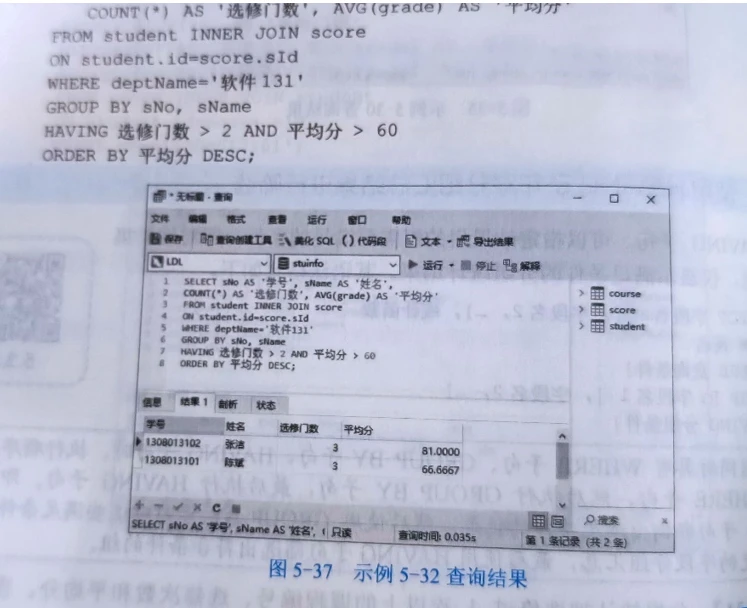 COUNT(*) AS '选修门数', AVG(grade) AS '平均分'
FROM student INNER JOIN score
ON student.id=score.sId
WHERE deptName='软件131'
GROUP BY sNo, sName
HAVING 选修门数 > 2 AND 平均分 > 60
ORDER BY 平均分 DESC;
* 无标题 - 查询
文件 编辑 格式 查看 运行 窗口 帮助
保存 查询创建工具 美化 SQL () 代码段 文本 导出结果
LDL stuinfo 运行 停止 解释
1 SELECT sNo AS '学号', sName AS '姓名',
2 COUNT(*) AS '选修门数', AVG(grade) AS '平均分'
3 FROM student INNER JOIN score
4 ON student.id=score.sId
5 WHERE deptName='软件131'
6 GROUP BY sNo, sName
7 HAVING 选修门数 > 2 AND 平均分 > 60
8 ORDER BY 平均分 DESC;
course
score
student
信息 结果 1 剖析 状态
学号 姓名 选修门数 平均分
1308013102 张洁 3 81.0000
1308013101 陈斌 3 66.6667
搜索
SELECT sNo AS '学号', sName AS '姓名', 只读 查询时间: 0.035s 第 1 条记录 (共 2 条)
图 5-37 示例 5-32 查询结果